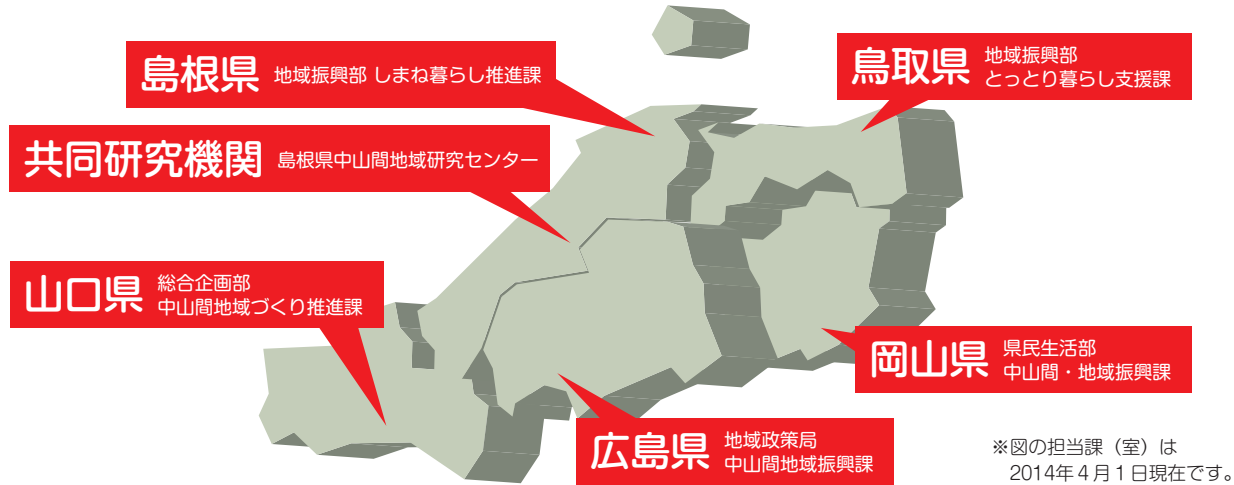 島根県 地域振興部 しまね暮らし推進課
鳥取県 地域振興部
とっとり暮らし支援課
共同研究機関 島根県中山間地域研究センター
山口県 総合企画部
中山間地域づくり推進課
岡山県 県民生活部
中山間・地域振興課
広島県 地域政策局
中山間地域振興課
※図の担当課（室）は
2014年4月1日現在です。